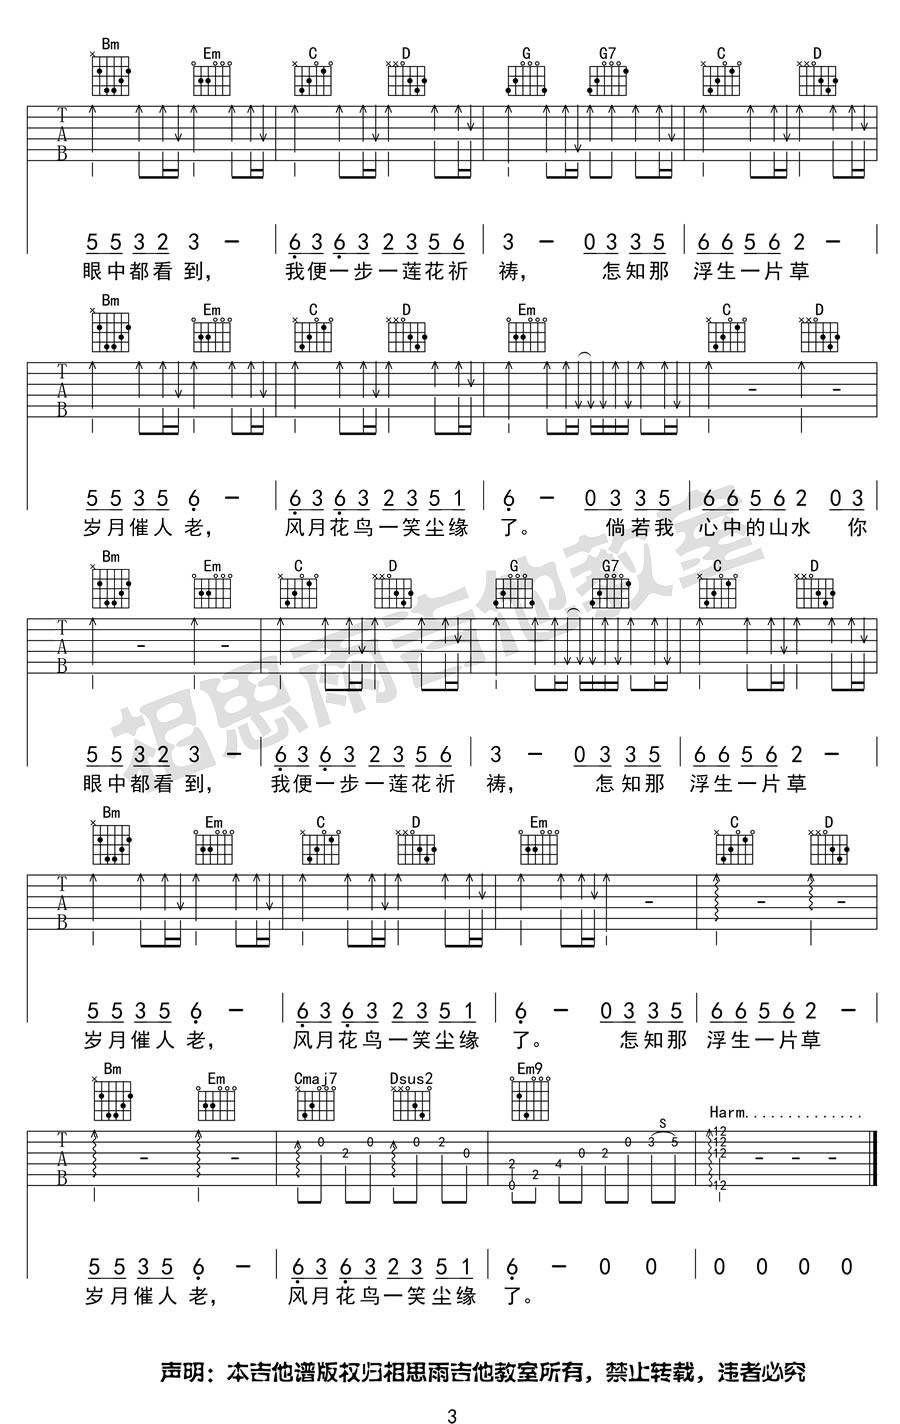 Bm Em C D G G7 C D
T
A
B
5 5 3 2 3 – 6 3 6 3 2 3 5 6 3 – 0 3 3 5 6 6 5 6 2 –
眼中都看到， 我便一步一莲花祈 祷， 怎知那 浮生一片草
Bm Em C D Em C D
T
A
B
– –
5 5 3 5 6 – 6 3 6 3 2 3 5 1 6 – 0 3 3 5 6 6 5 6 2 0 3
岁月催人老， 风月花鸟一笑尘缘 了。 倘若我 心中的山水 你
Bm Em C D G G7 C D
T
A
B
– –
5 5 3 2 3 – 6 3 6 3 2 3 5 6 3 – 0 3 3 5 6 6 5 6 2 –
眼中都看到， 我便一步一莲花祈 祷， 怎知那 浮生一片草
Bm Em C D Em C D
T
A
B
– – –
5 5 3 5 6 – 6 3 6 3 2 3 5 1 6 – 0 3 3 5 6 6 5 6 2 –
岁月催人老， 风月花鸟一笑尘缘 了。 怎知那 浮生一片草
Bm Em Cmaj7 Dsus2 Em9
Harm..............
T
A
B
– – 0 2 0 0 2 0 0 2 2 4 0 2 0 3 S 5 12 12 12 12 – – –
5 5 3 5 6 – 6 3 6 3 2 3 5 1 6 – 0 0 0 0 0 0
岁月催人老， 风月花鸟一笑尘缘 了。
相思雨吉他教室
声明：本吉他谱版权归相思雨吉他教室所有，禁止转载，违者必究
3